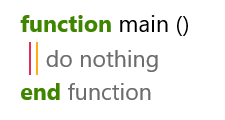 function main ()
do nothing
end function